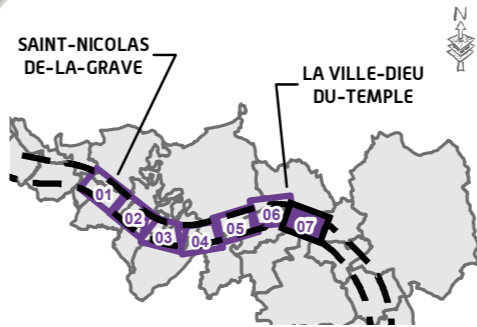 N
SAINT-NICOLAS
DE-LA-GRAVE
LA VILLE-DIEU
DU-TEMPLE
01
02
03
04
05
06
07